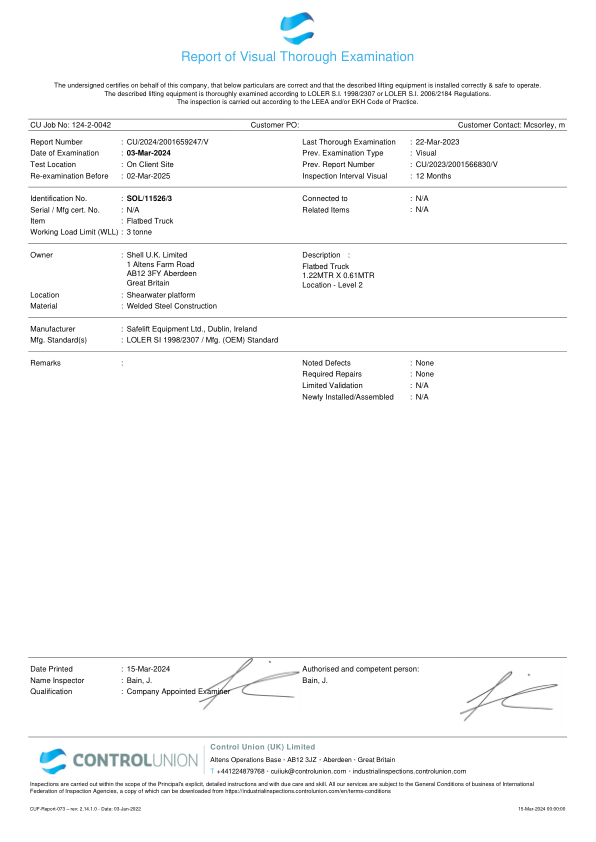 Report of Visual Thorough Examination
The undersigned certifies on behalf of this company, that below particulars are correct and that the described lifting equipment is installed correctly & safe to operate.
The described lifting equipment is thoroughly examined according to LOLER S.I. 1998/2307 or LOLER S.I. 2006/2184 Regulations.
The inspection is carried out according to the LEEA and/or EKH Code of Practice.
CU Job No: 124-2-0042 Customer PO: Customer Contact: Mcsorley, m
Report Number : CU/2024/2001659247/V Last Thorough Examination : 22-Mar-2023
Date of Examination : 03-Mar-2024 Prev. Examination Type : Visual
Test Location : On Client Site Prev. Report Number : CU/2023/2001566830/V
Re-examination Before : 02-Mar-2025 Inspection Interval Visual : 12 Months
Identification No. : SOL/11526/3 Connected to : N/A
Serial / Mfg cert. No. : N/A Related Items : N/A
Item : Flatbed Truck
Working Load Limit (WLL) : 3 tonne
Owner : Shell U.K. Limited Description :
1 Altens Farm Road Flatbed Truck
AB12 3FY Aberdeen 1.22MTR X 0.61MTR
Great Britain Location - Level 2
Location : Shearwater platform
Material : Welded Steel Construction
Manufacturer : Safelift Equipment Ltd., Dublin, Ireland
Mfg. Standard(s) : LOLER SI 1998/2307 / Mfg. (OEM) Standard
Remarks : Noted Defects : None
Required Repairs : None
Limited Validation : N/A
Newly Installed/Assembled : N/A
Date Printed : 15-Mar-2024 Authorised and competent person:
Name Inspector : Bain, J. Bain, J.
Qualification : Company Appointed Examiner
CONTROLUNION
Control Union (UK) Limited
Altens Operations Base · AB12 3JZ · Aberdeen · Great Britain
T +441224879768 · cuiiuk@controlunion.com · industrialinspections.controlunion.com
Inspections are carried out within the scope of the Principal's explicit, detailed instructions and with due care and skill. All our services are subject to the General Conditions of business of International
Federation of Inspection Agencies, a copy of which can be downloaded from https://industrialinspections.controlunion.com/en/terms-conditions
CUF-Report-073 – rev: 2.14.1.0 - Date: 03-Jun-2022 15-Mar-2024 00:00:00